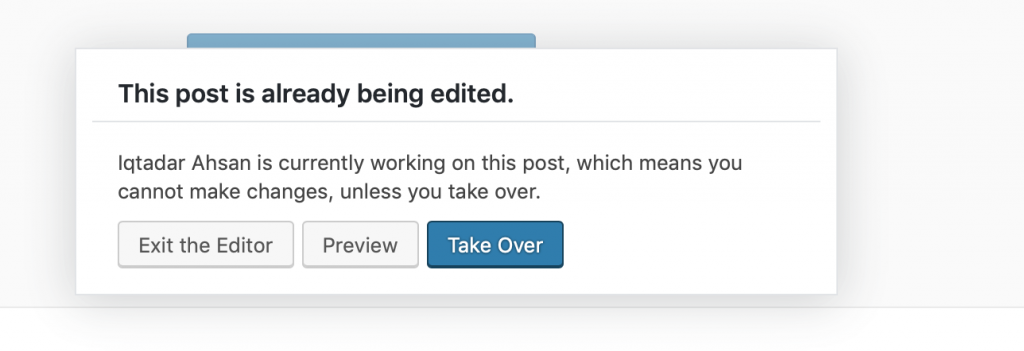 This post is already being edited.
Iqtadar Ahsan is currently working on this post, which means you
cannot make changes, unless you take over.
Exit the Editor Preview Take Over